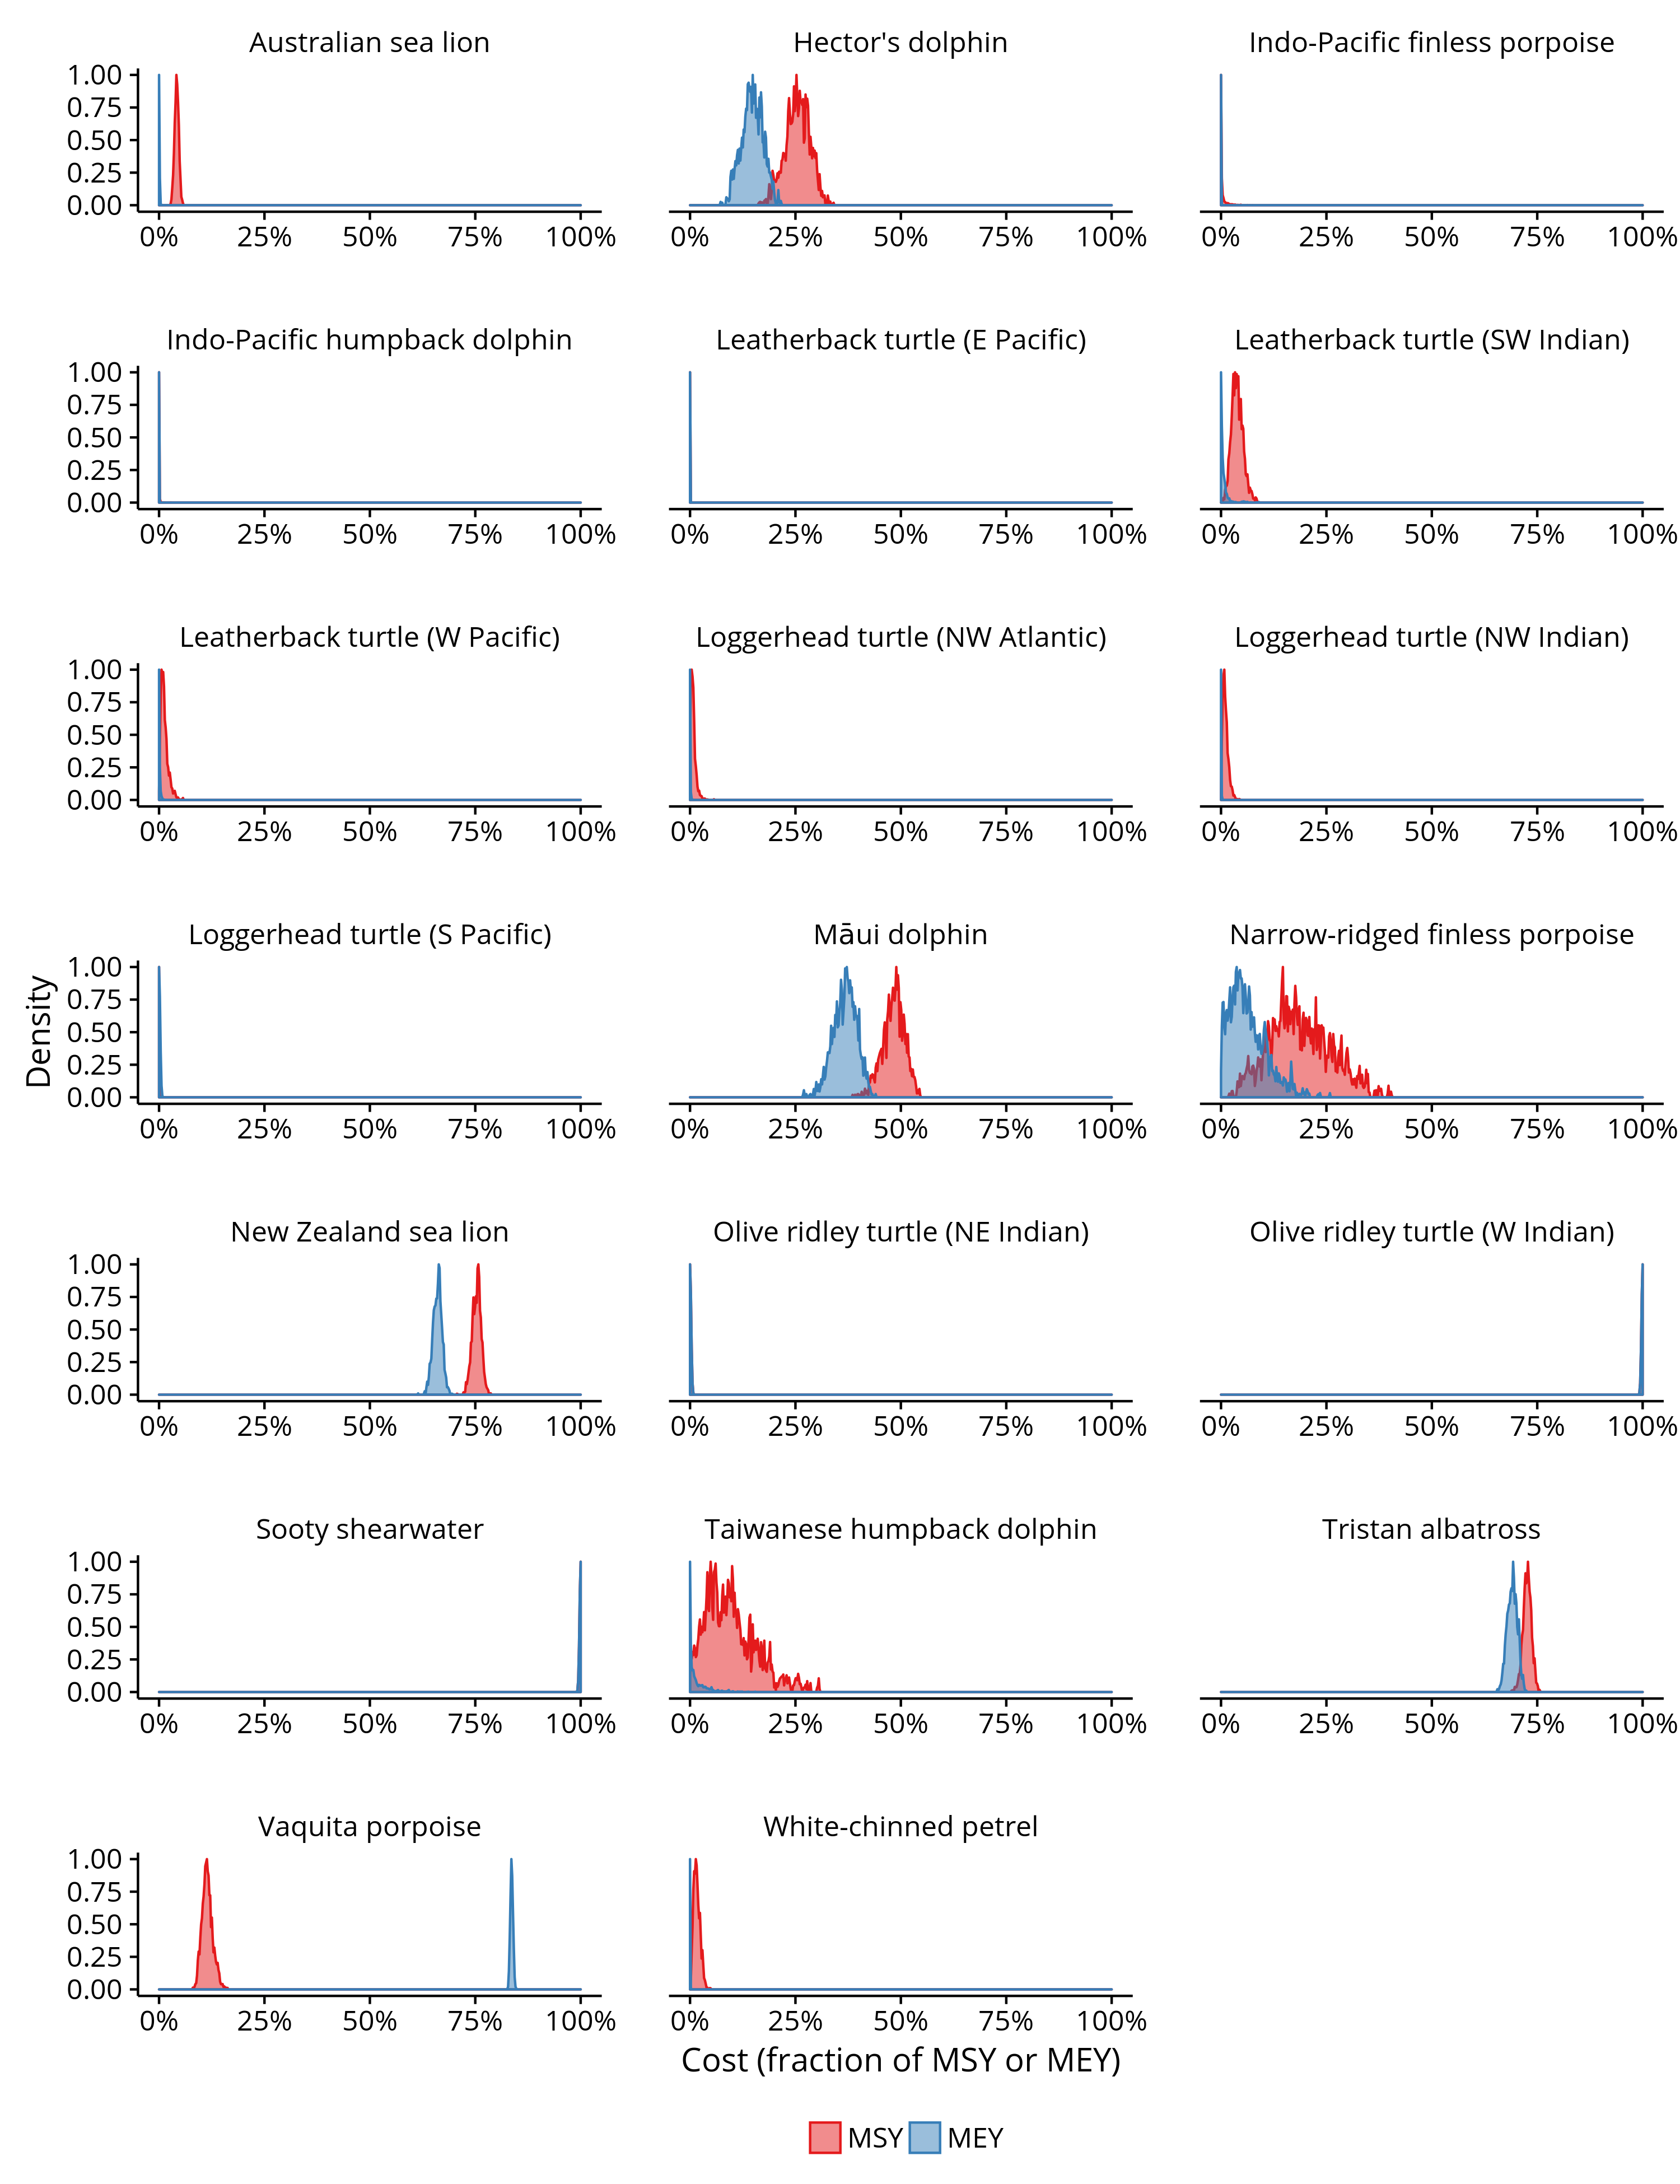 Australian sea lion Hector's dolphin Indo-Pacific finless porpoise
1.00
0.75
0.50
0.25
0.00
0% 25% 50% 75% 100% 0% 25% 50% 75% 100% 0% 25% 50% 75% 100%
Indo-Pacific humpback dolphin Leatherback turtle (E Pacific) Leatherback turtle (SW Indian)
1.00
0.75
0.50
0.25
0.00
0% 25% 50% 75% 100% 0% 25% 50% 75% 100% 0% 25% 50% 75% 100%
Leatherback turtle (W Pacific) Loggerhead turtle (NW Atlantic) Loggerhead turtle (NW Indian)
1.00
0.75
0.50
0.25
0.00
0% 25% 50% 75% 100% 0% 25% 50% 75% 100% 0% 25% 50% 75% 100%
Loggerhead turtle (S Pacific) Māui dolphin Narrow-ridged finless porpoise
Density
1.00
0.75
0.50
0.25
0.00
0% 25% 50% 75% 100% 0% 25% 50% 75% 100% 0% 25% 50% 75% 100%
New Zealand sea lion Olive ridley turtle (NE Indian) Olive ridley turtle (W Indian)
1.00
0.75
0.50
0.25
0.00
0% 25% 50% 75% 100% 0% 25% 50% 75% 100% 0% 25% 50% 75% 100%
Sooty shearwater Taiwanese humpback dolphin Tristan albatross
1.00
0.75
0.50
0.25
0.00
0% 25% 50% 75% 100% 0% 25% 50% 75% 100% 0% 25% 50% 75% 100%
Vaquita porpoise White-chinned petrel
1.00
0.75
0.50
0.25
0.00
0% 25% 50% 75% 100% 0% 25% 50% 75% 100%
Cost (fraction of MSY or MEY)
MSY MEY